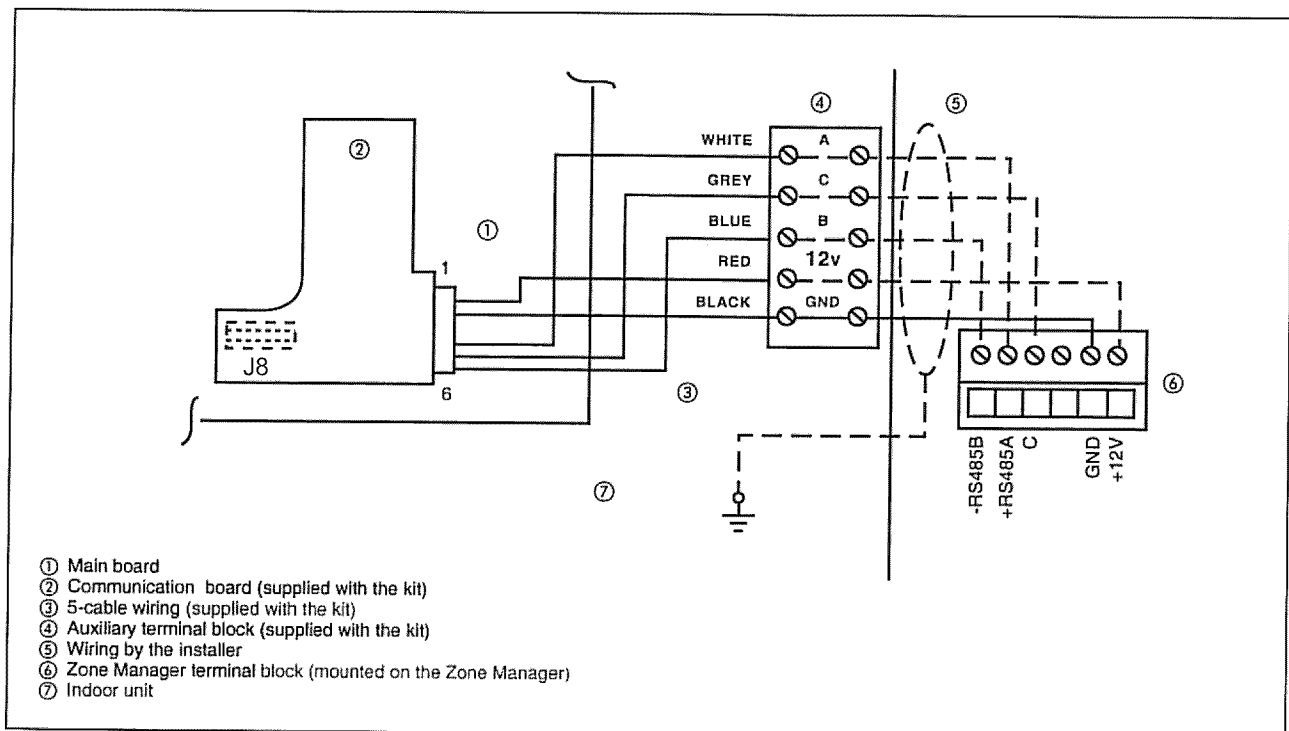 ②
④
⑤
WHITE
A
GREY
C
①
BLUE
B
1
RED
12v
BLACK
GND
J8
6
③
⑥
-RS485B
+RS485A
C
GND
+12V
⑦
① Main board
② Communication board (supplied with the kit)
③ 5-cable wiring (supplied with the kit)
④ Auxiliary terminal block (supplied with the kit)
⑤ Wiring by the installer
⑥ Zone Manager terminal block (mounted on the Zone Manager)
⑦ Indoor unit